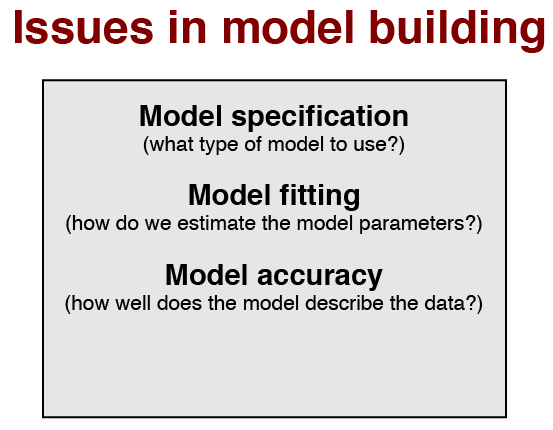 Issues in model building
Model specification
(what type of model to use?)
Model fitting
(how do we estimate the model parameters?)
Model accuracy
(how well does the model describe the data?)